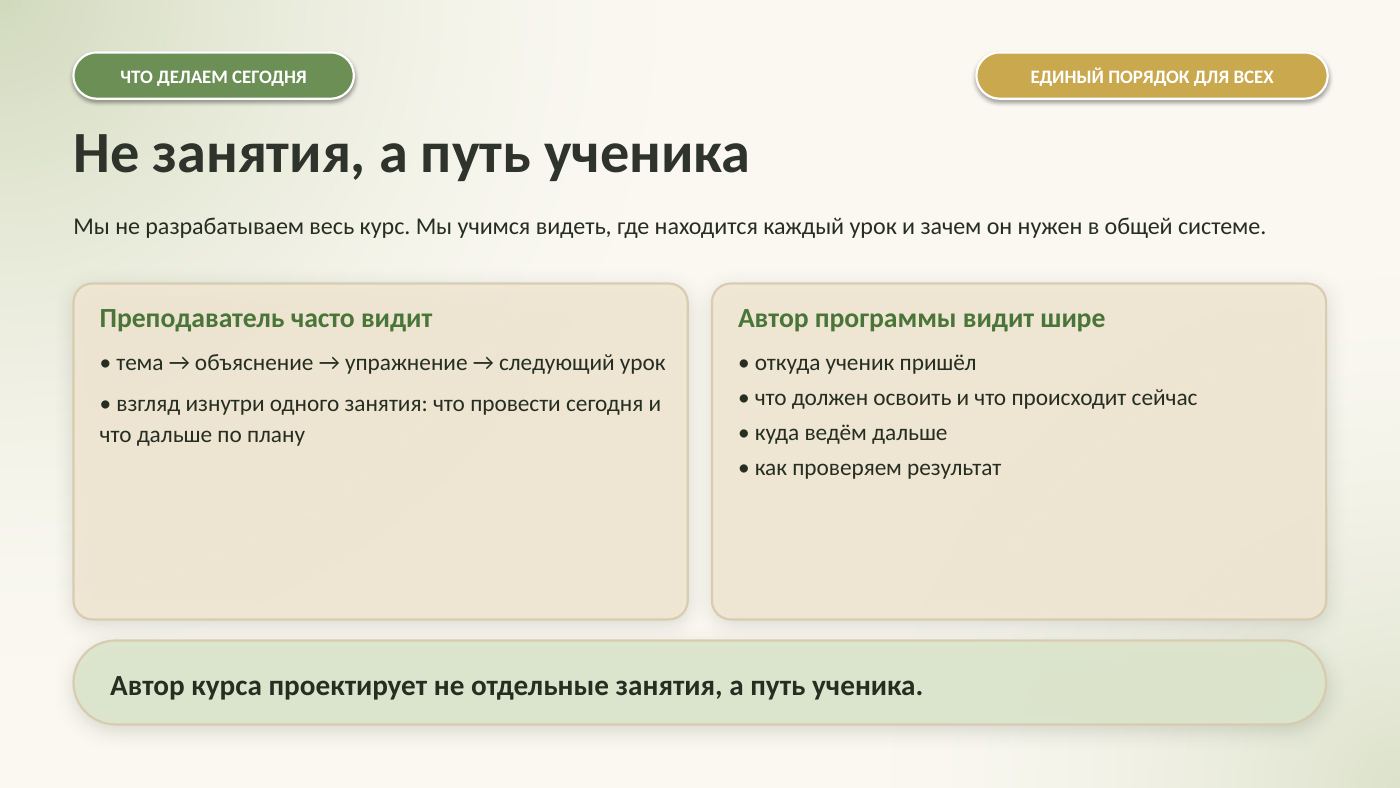 ЧТО ДЕЛАЕМ СЕГОДНЯ
ЕДИНЫЙ ПОРЯДОК ДЛЯ ВСЕХ
Не занятия, а путь ученика
Мы не разрабатываем весь курс. Мы учимся видеть, где находится каждый урок и зачем он нужен в общей системе.
Преподаватель часто видит
• тема → объяснение → упражнение → следующий урок
• взгляд изнутри одного занятия: что провести сегодня и
что дальше по плану
Автор программы видит шире
• откуда ученик пришёл
• что должен освоить и что происходит сейчас
• куда ведём дальше
• как проверяем результат
Автор курса проектирует не отдельные занятия, а путь ученика.